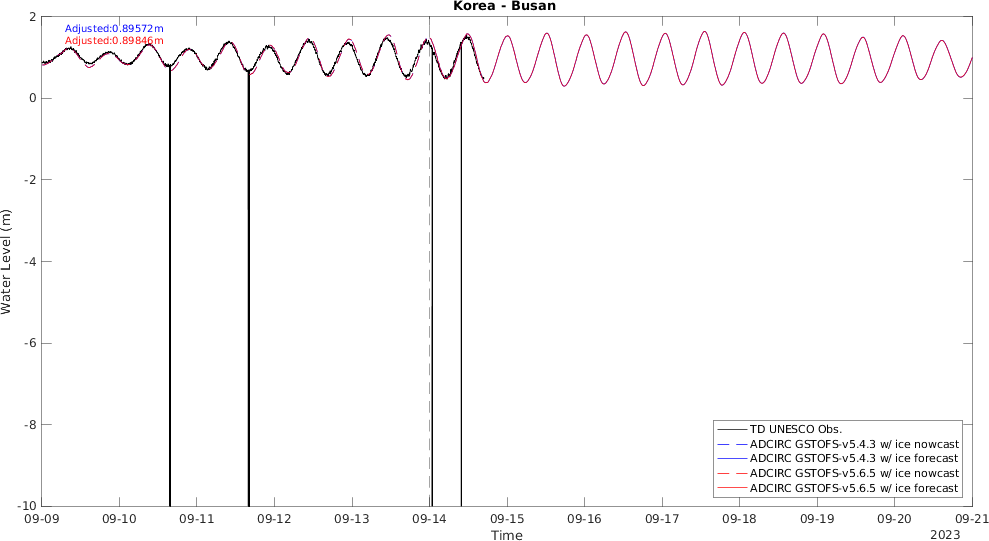 Korea - Busan
Adjusted:0.89572m
Adjusted:0.89846m
2
0
-2
-4
-6
-8
-10
Water Level (m)
09-09 09-10 09-11 09-12 09-13 09-14 09-15 09-16 09-17 09-18 09-19 09-20 09-21
Time
2023
TD UNESCO Obs.
ADCIRC GSTOFS-v5.4.3 w/ ice nowcast
ADCIRC GSTOFS-v5.4.3 w/ ice forecast
ADCIRC GSTOFS-v5.6.5 w/ ice nowcast
ADCIRC GSTOFS-v5.6.5 w/ ice forecast